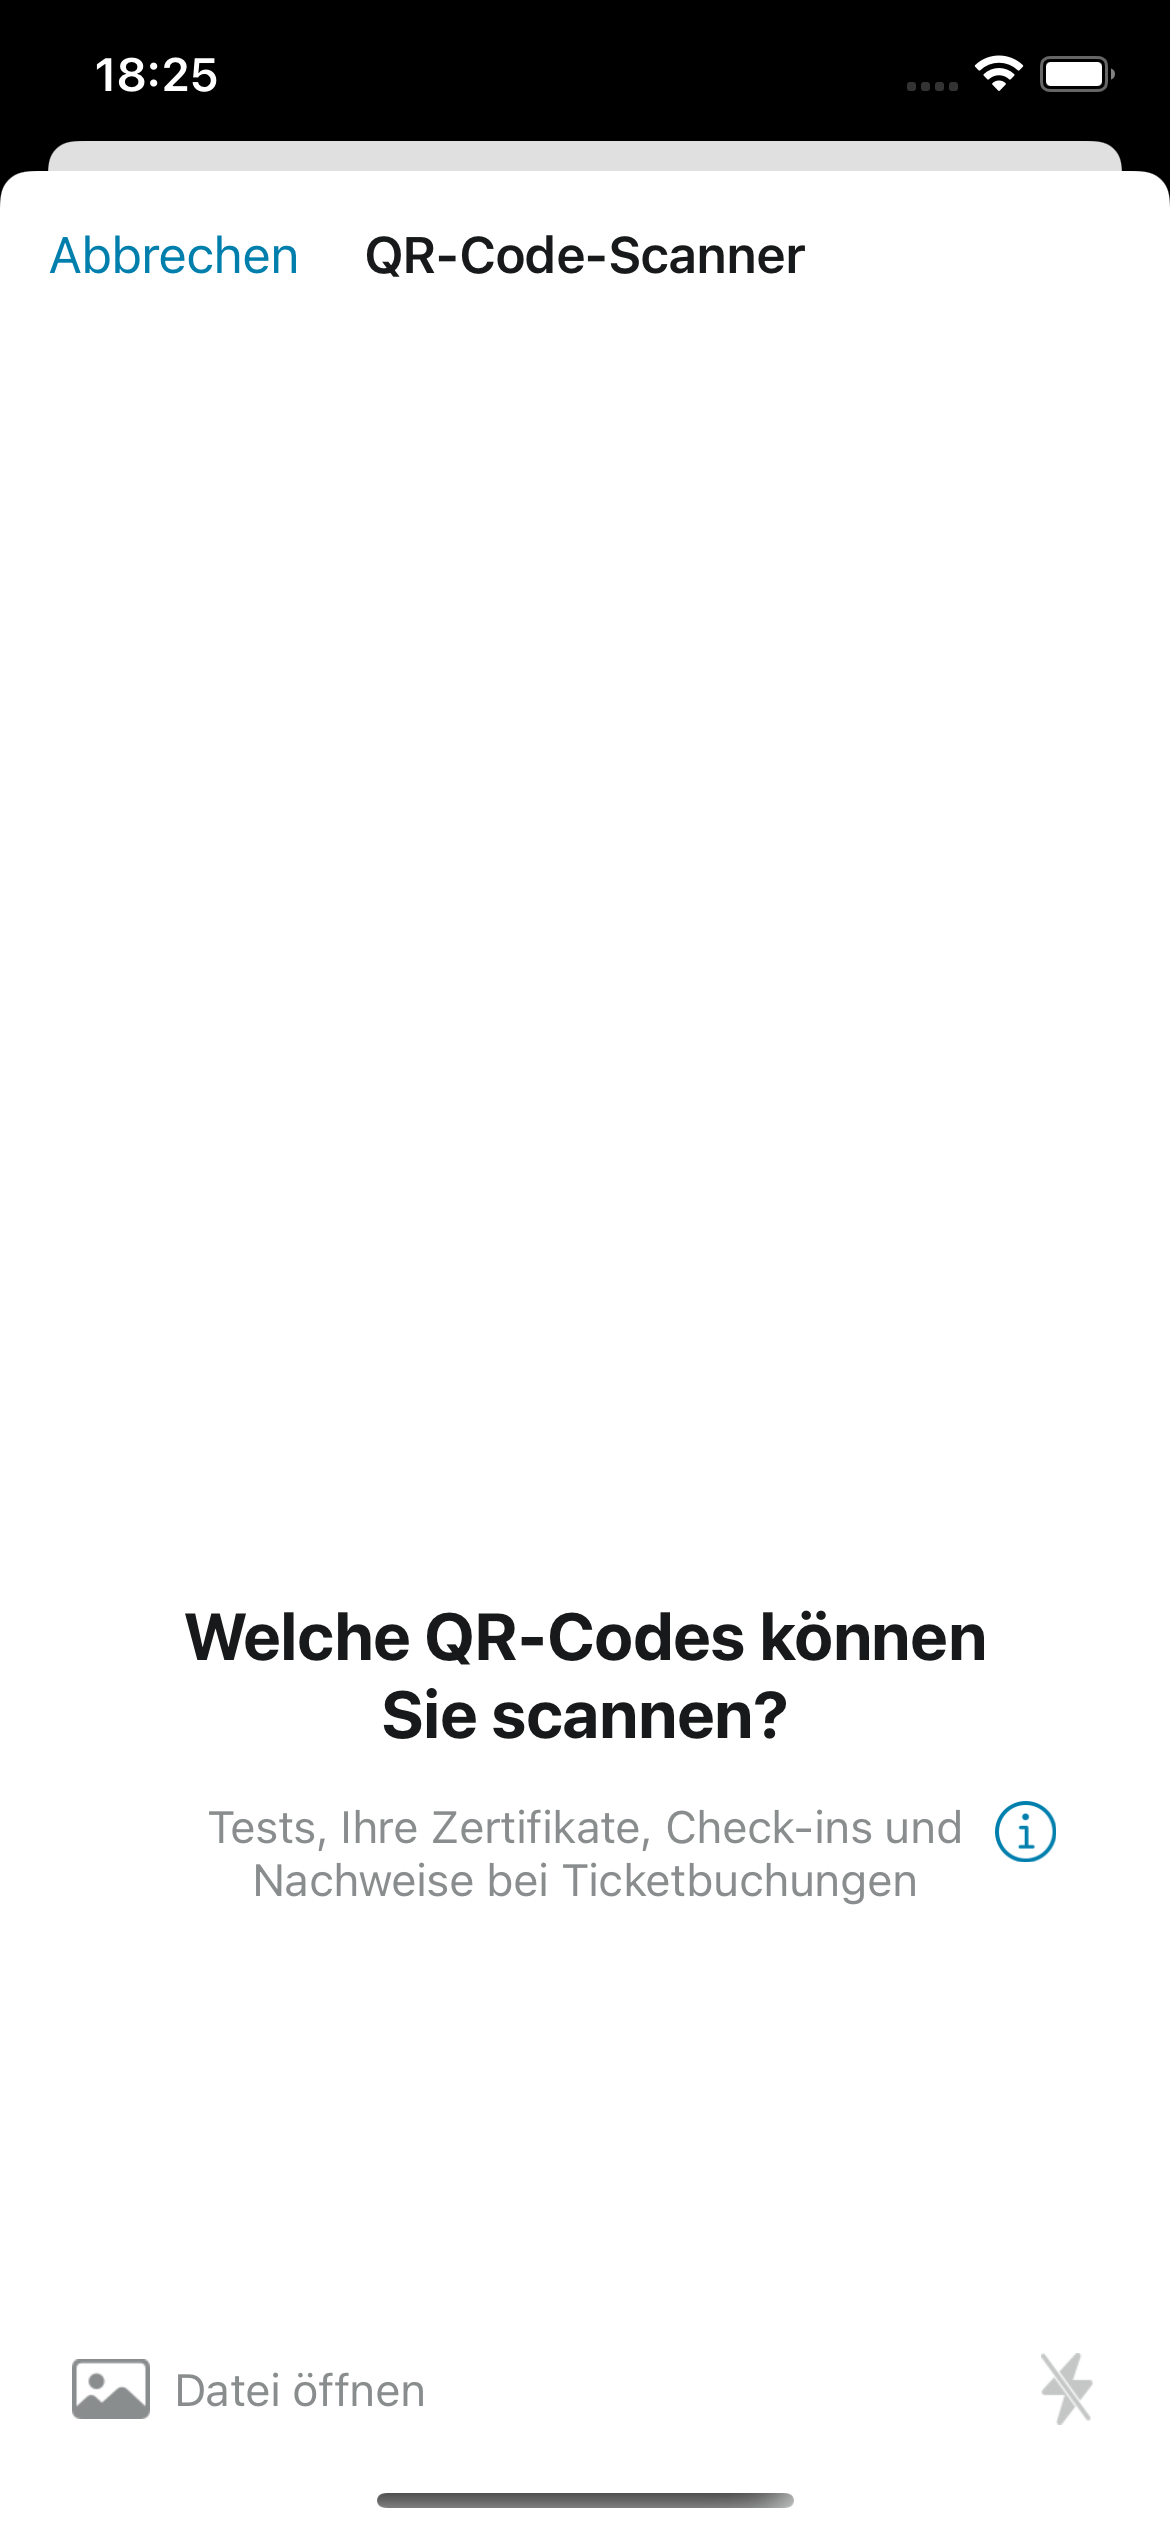 18:25
Abbrechen QR-Code-Scanner
Welche QR-Codes können
Sie scannen?
Tests, Ihre Zertifikate, Check-ins und
Nachweise bei Ticketbuchungen
Datei öffnen